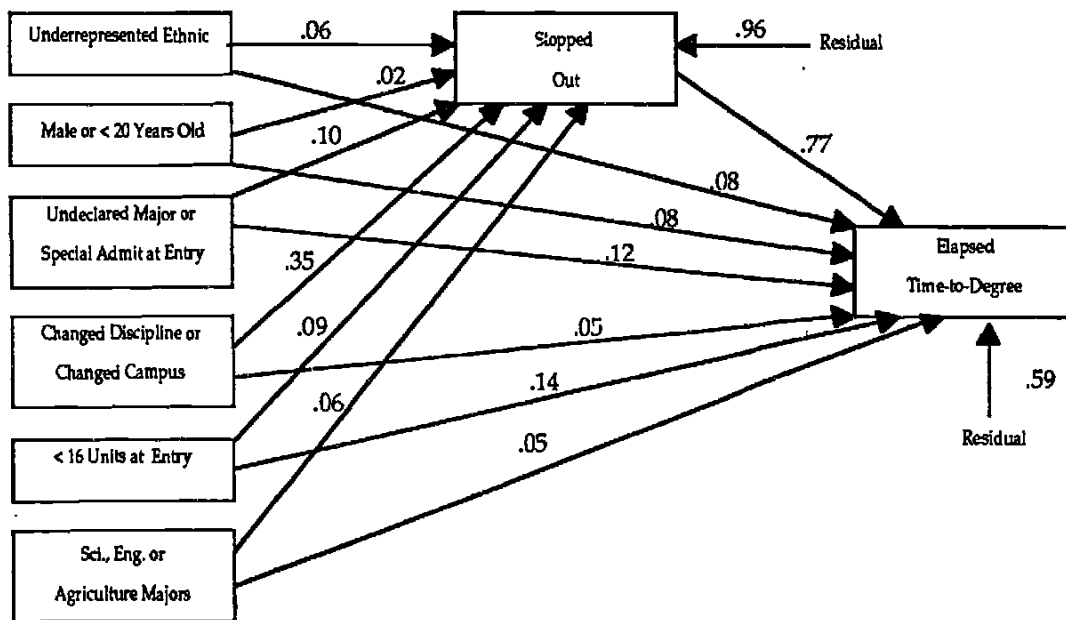 Underrepresented Ethnic
.06
Stopped
Out
.96
Residual
.02
Male or < 20 Years Old
.10
.77
.08
Undeclared Major or
Special Admit at Entry
.08
.12
Elapsed
Time-to-Degree
.35
Changed Discipline or
Changed Campus
.09
.05
.14
.59
.06
< 16 Units at Entry
.05
Residual
Sci., Eng. or
Agriculture Majors